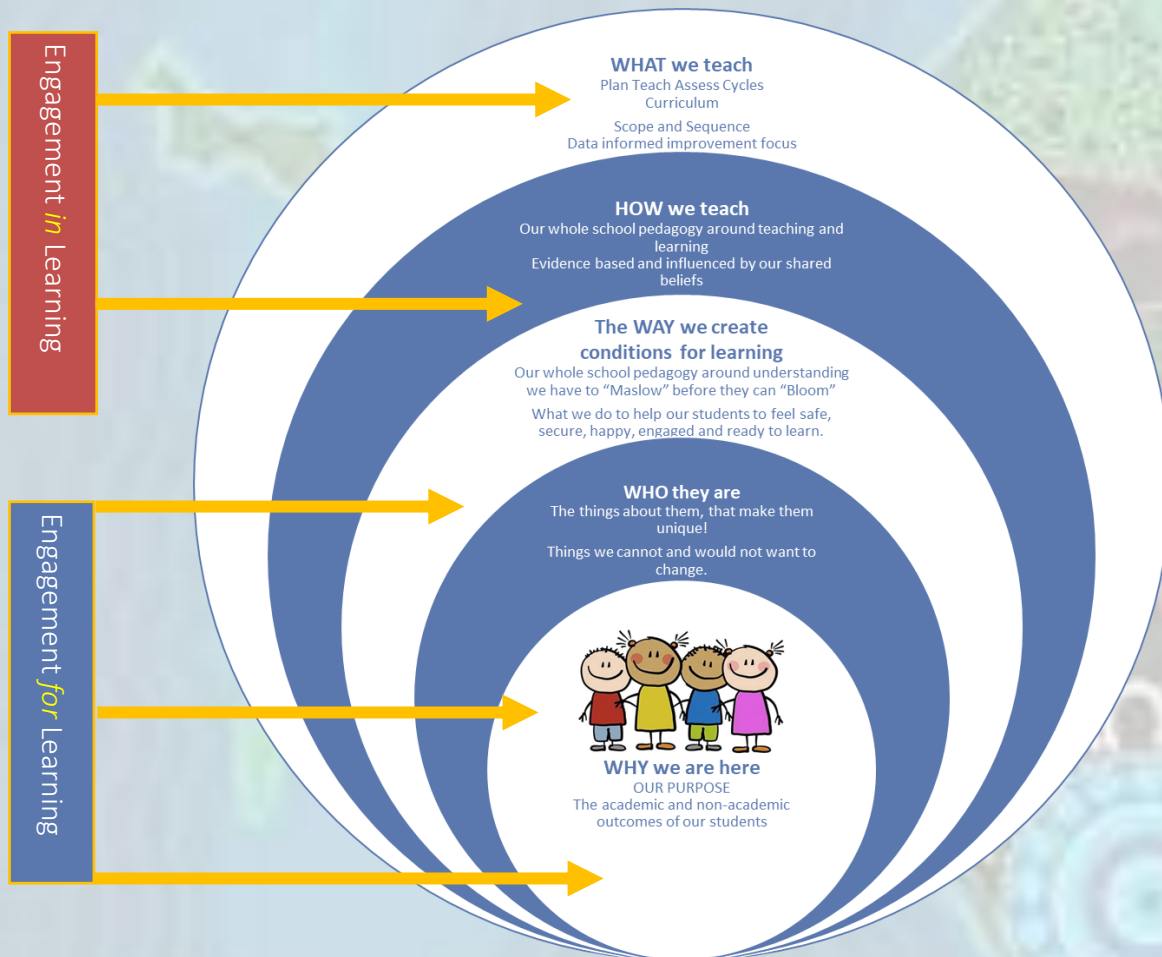 Engagement in Learning
Engagement for Learning
WHAT we teach
Plan Teach Assess Cycles
Curriculum
Scope and Sequence
Data informed improvement focus
HOW we teach
Our whole school pedagogy around teaching and
learning
Evidence based and influenced by our shared
beliefs
The WAY we create
conditions for learning
Our whole school pedagogy around understanding
we have to “Maslow” before they can “Bloom”
What we do to help our students to feel safe,
secure, happy, engaged and ready to learn.
WHO they are
The things about them, that make them
unique!
Things we cannot and would not want to
change.
WHY we are here
OUR PURPOSE
The academic and non-academic
outcomes of our students